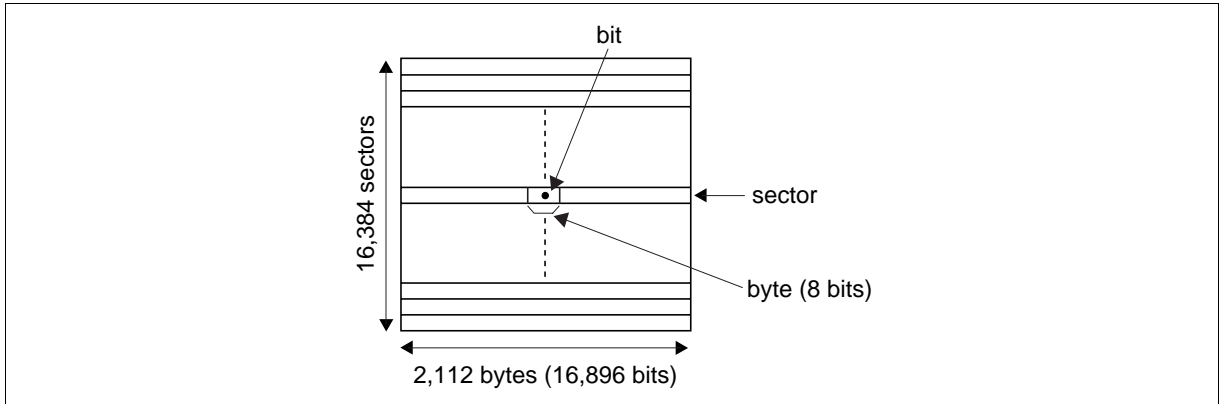 bit
16,384 sectors
sector
byte (8 bits)
2,112 bytes (16,896 bits)